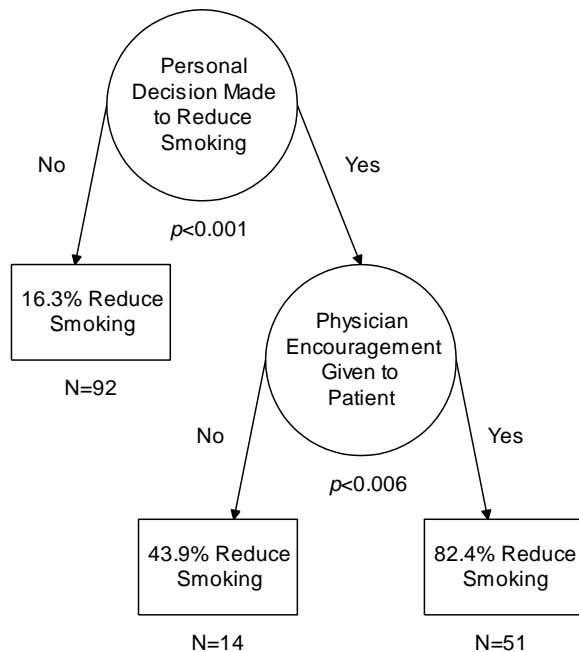 Personal
Decision Made
to Reduce
Smoking
No
Yes
p<0.001
16.3% Reduce
Smoking
N=92
Physician
Encouragement
Given to
Patient
No
Yes
p<0.006
43.9% Reduce
Smoking
82.4% Reduce
Smoking
N=14
N=51